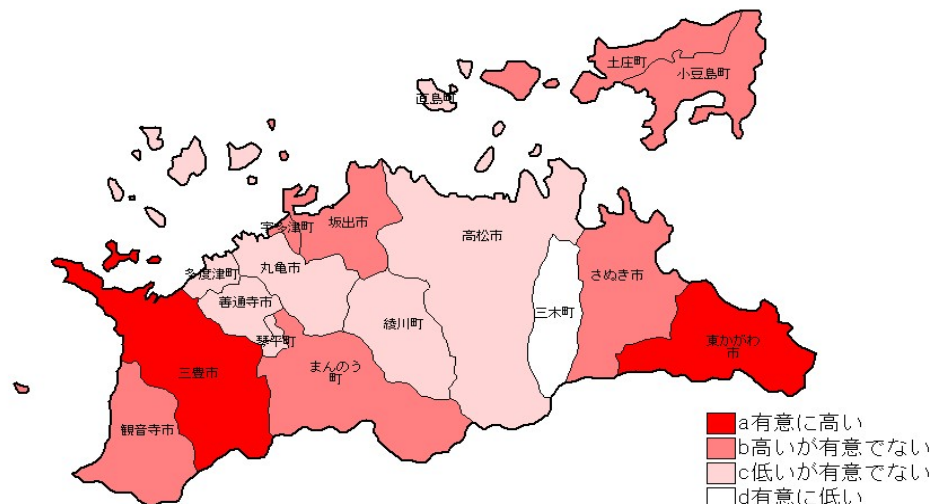 土庄町
小豆島町
直島町
宇多津町
坂出市
高松市
多度津町
丸亀市
さぬき市
善通寺市
三木町
綾川町
琴平町
東かがわ
市
三豊市
まんのう
町
観音寺市
a有意に高い
b高いが有意でない
c低いが有意でない
d有意に低い